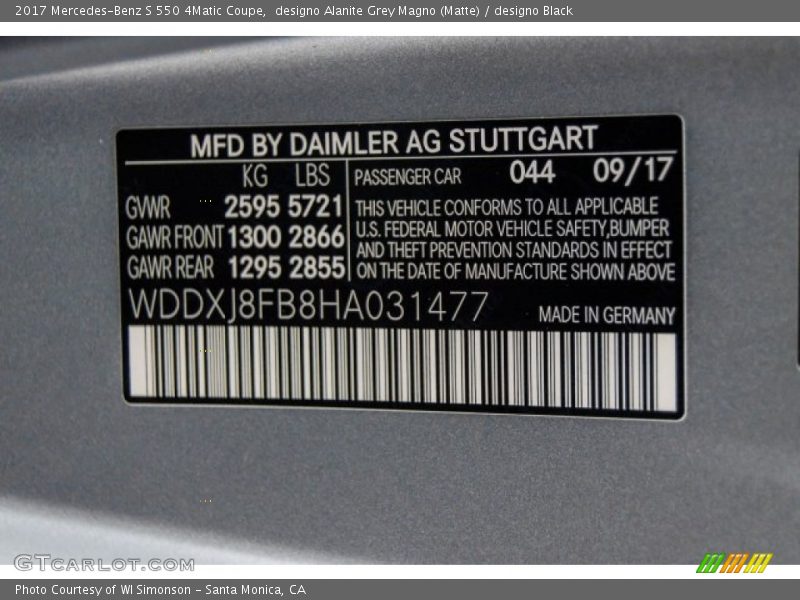 2017 Mercedes-Benz S 550 4Matic Coupe,  designo Alanite Grey Magno (Matte) / designo Black
MFD BY DAIMLER AG STUTTGART
KG LBS
GVWR 2595 5721
GAWR FRONT 1300 2866
GAWR REAR 1295 2855
PASSENGER CAR 044 09/17
THIS VEHICLE CONFORMS TO ALL APPLICABLE
U.S. FEDERAL MOTOR VEHICLE SAFETY,BUMPER
AND THEFT PREVENTION STANDARDS IN EFFECT
ON THE DATE OF MANUFACTURE SHOWN ABOVE
WDDXJ8FB8HA031477
MADE IN GERMANY
GTCARLOT.COM
Photo Courtesy of WI Simonson - Santa Monica, CA